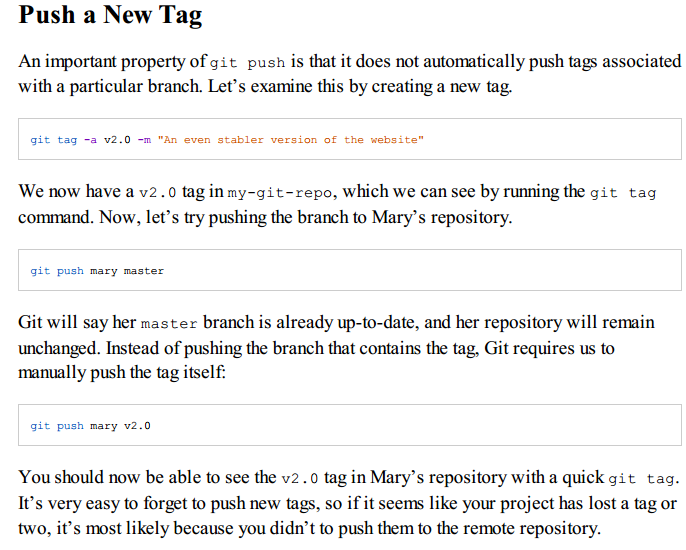 Push a New Tag
An important property of git push is that it does not automatically push tags associated
with a particular branch. Let’s examine this by creating a new tag.
git tag -a v2.0 -m "An even stabler version of the website"
We now have a v2.0 tag in my-git-repo, which we can see by running the git tag
command. Now, let’s try pushing the branch to Mary’s repository.
git push mary master
Git will say her master branch is already up-to-date, and her repository will remain
unchanged. Instead of pushing the branch that contains the tag, Git requires us to
manually push the tag itself:
git push mary v2.0
You should now be able to see the v2.0 tag in Mary’s repository with a quick git tag.
It’s very easy to forget to push new tags, so if it seems like your project has lost a tag or
two, it’s most likely because you didn’t to push them to the remote repository.